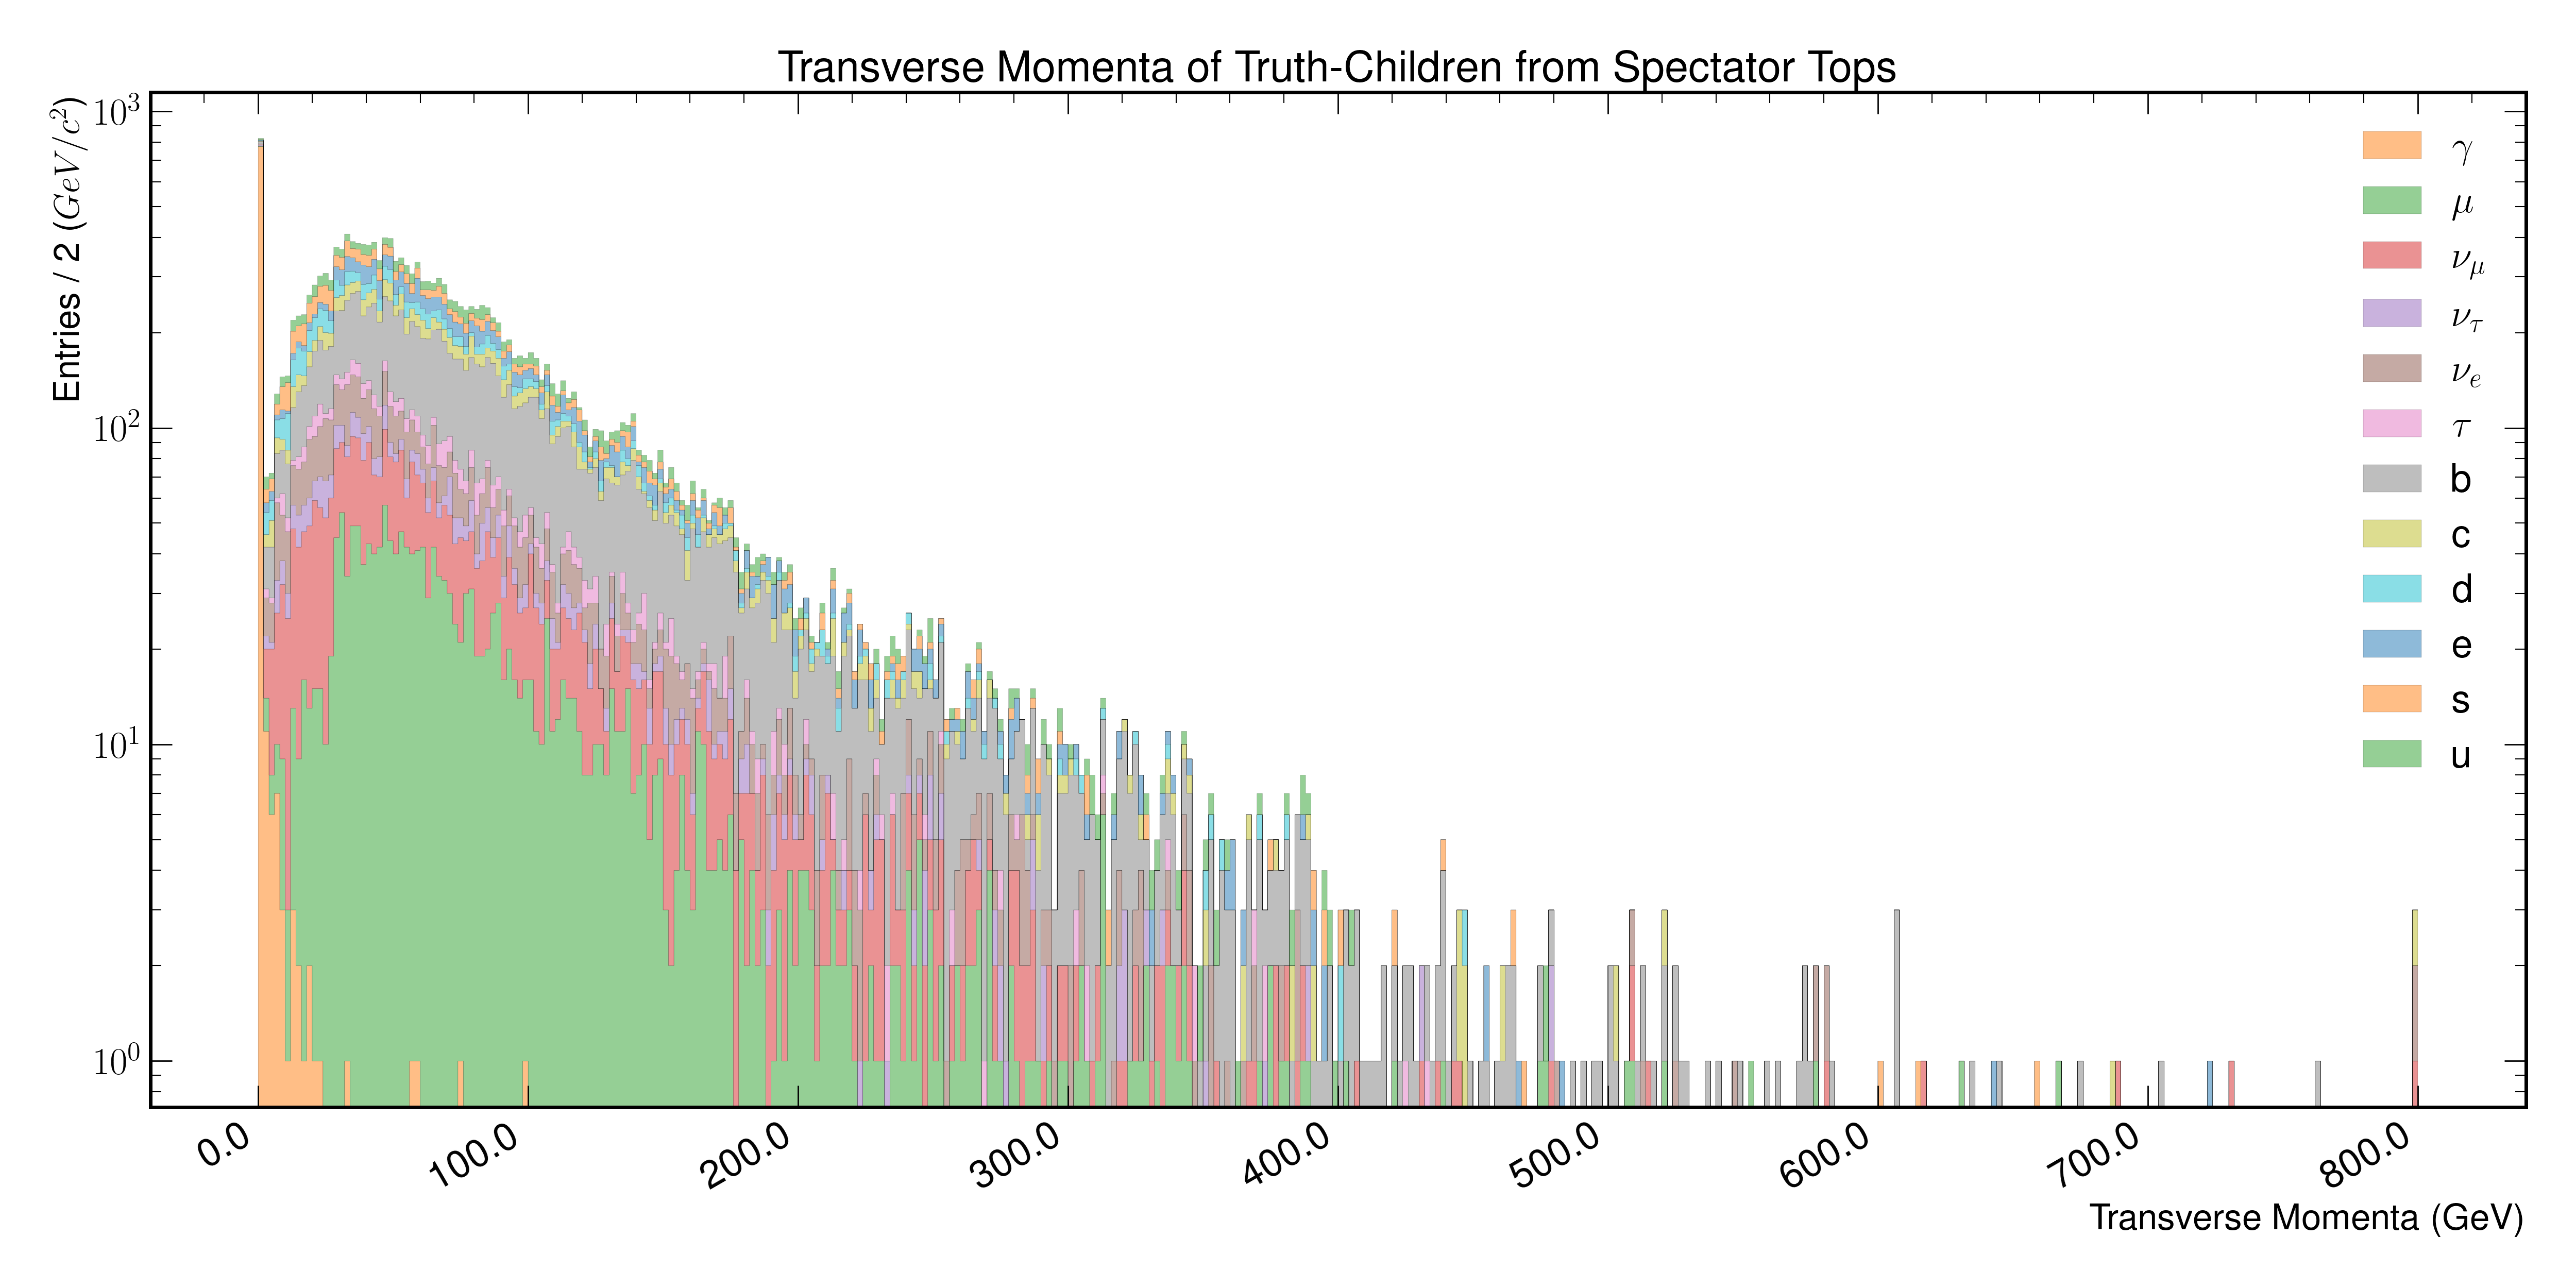 Transverse Momenta of Truth-Children from Spectator Tops
Entries / 2 (GeV/c²)
10³
10²
10¹
10⁰
γ
μ
ν_μ
ν_τ
ν_e
τ
b
c
d
e
s
u
0.0 100.0 200.0 300.0 400.0 500.0 600.0 700.0 800.0
Transverse Momenta (GeV)